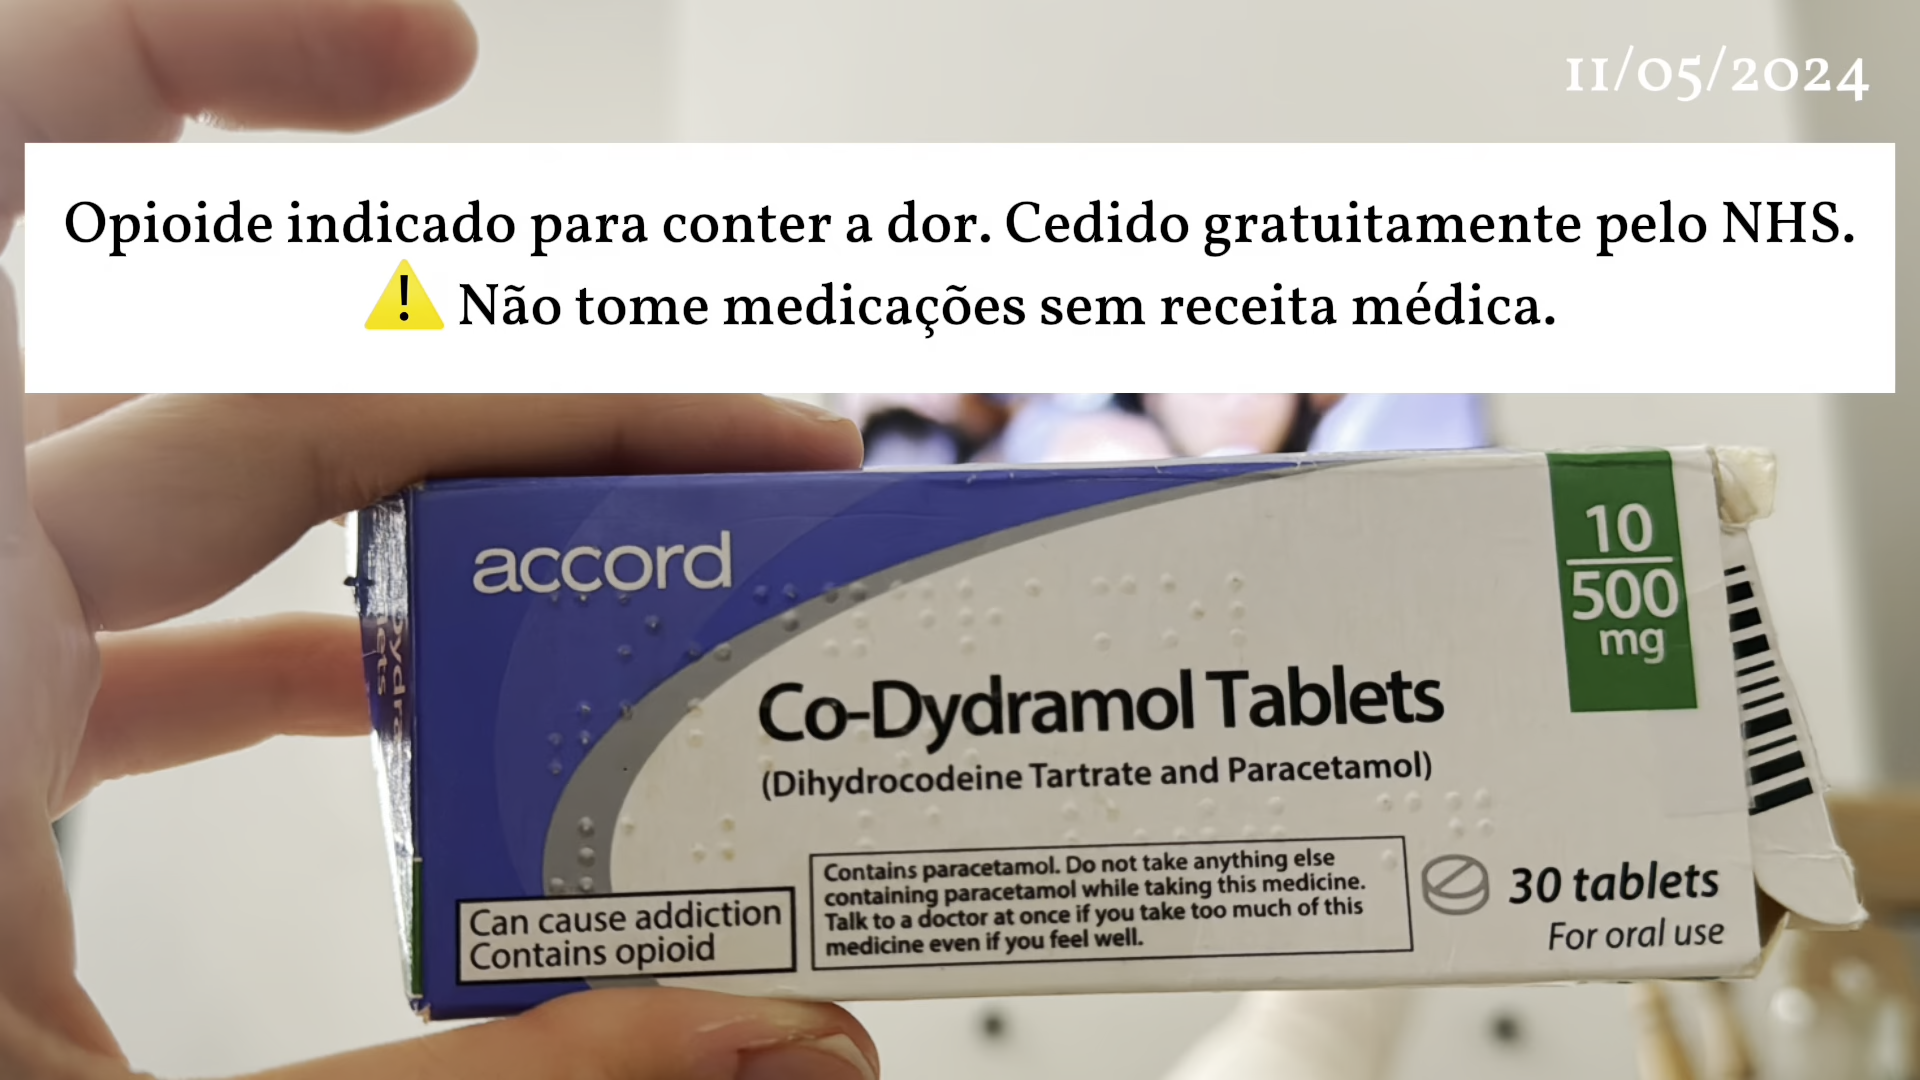 11/05/2024
Opioide indicado para conter a dor. Cedido gratuitamente pelo NHS.
⚠️ Não tome medicações sem receita médica.
accord
10
500
mg
Co-Dydramol Tablets
(Dihydrocodeine Tartrate and Paracetamol)
Can cause addiction
Contains opioid
Contains paracetamol. Do not take anything else
containing paracetamol while taking this medicine.
Talk to a doctor at once if you take too much of this
medicine even if you feel well.
30 tablets
For oral use